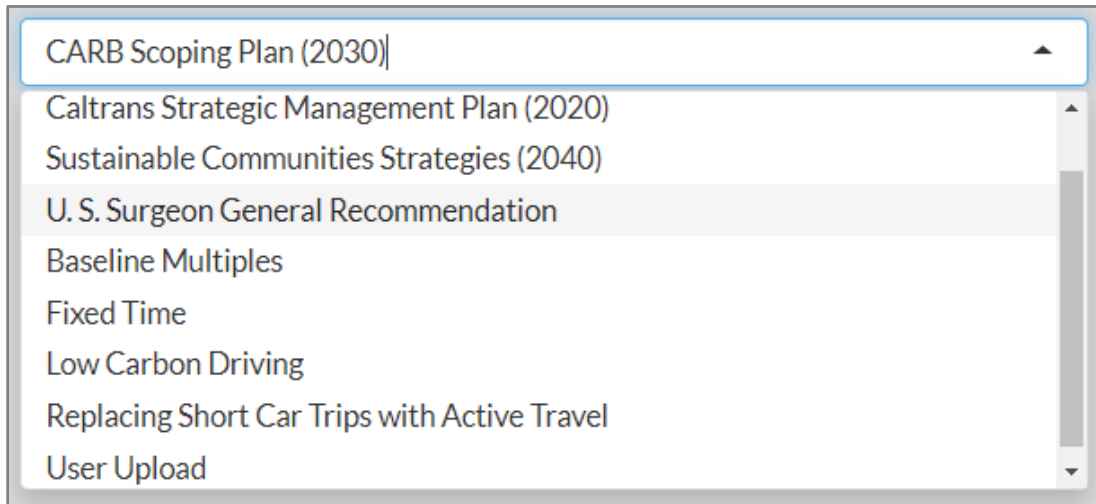 CARB Scoping Plan (2030)
Caltrans Strategic Management Plan (2020)
Sustainable Communities Strategies (2040)
U. S. Surgeon General Recommendation
Baseline Multiples
Fixed Time
Low Carbon Driving
Replacing Short Car Trips with Active Travel
User Upload